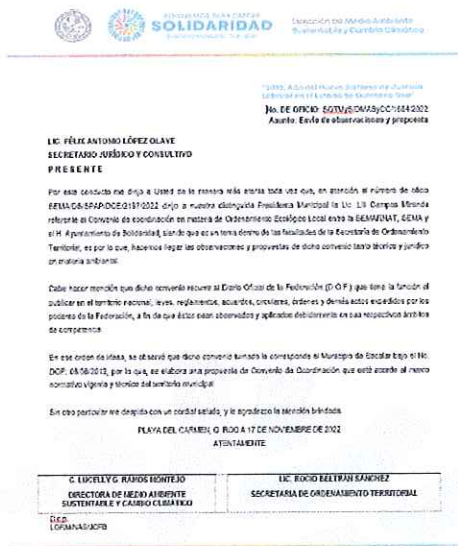 SOLIDARIDAD
Dirección de Medio Ambiente
Sustentable y Cambio Climático
No. DE OFICIO:
Asunto: Envío de observaciones y propuesta
LIC. FÉLIX ANTONIO LÓPEZ OLAVE
SECRETARIO JURÍDICO Y CONSULTIVO
P R E S E N T E
Por este conducto me dirijo a Usted de la manera más atenta toda vez que, en atención al número de oficio
dirijo a nuestra distinguida Presidenta Municipal la Lic. Lili Campos Miranda
referente al Convenio de coordinación en materia de Ordenamiento Ecológico Local entre la SEMARNAT, SEMA y
el H. Ayuntamiento de Solidaridad, siendo que es un tema dentro de las facultades de la Secretaría de Ordenamiento
Territorial, es por lo que, hacemos llegar las observaciones y propuestas de dicho convenio tanto técnico y jurídico
en materia ambiental.
Cabe hacer mención que dicho convenio recurre al Diario Oficial de la Federación (D.O.F.) que tiene la función el
publicar en el territorio nacional, leyes, reglamentos, acuerdos, circulares, órdenes y demás actos expedidos por los
poderes de la Federación, a fin de que éstos sean observados y aplicados debidamente en sus respectivos ámbitos
de competencia.
En ese orden de ideas, se observó que dicho convenio turnado le corresponde al Municipio de Escolar bajo el No.
por lo que, se elabora una propuesta de Convenio de Coordinación que esté acorde al marco
normativo vigente y técnico del territorio municipal.
Sin otro particular me despido con un cordial saludo, y le agradezco la atención brindada.
PLAYA DEL CARMEN, Q. ROO A 17 DE NOVIEMBRE DE 2022
ATENTAMENTE
C. LUCELLY G. RAMOS MONTEJO
DIRECTORA DE MEDIO AMBIENTE
SUSTENTABLE Y CAMBIO CLIMÁTICO
LIC. ROCIO BELTRÁN SÁNCHEZ
SECRETARIA DE ORDENAMIENTO TERRITORIAL